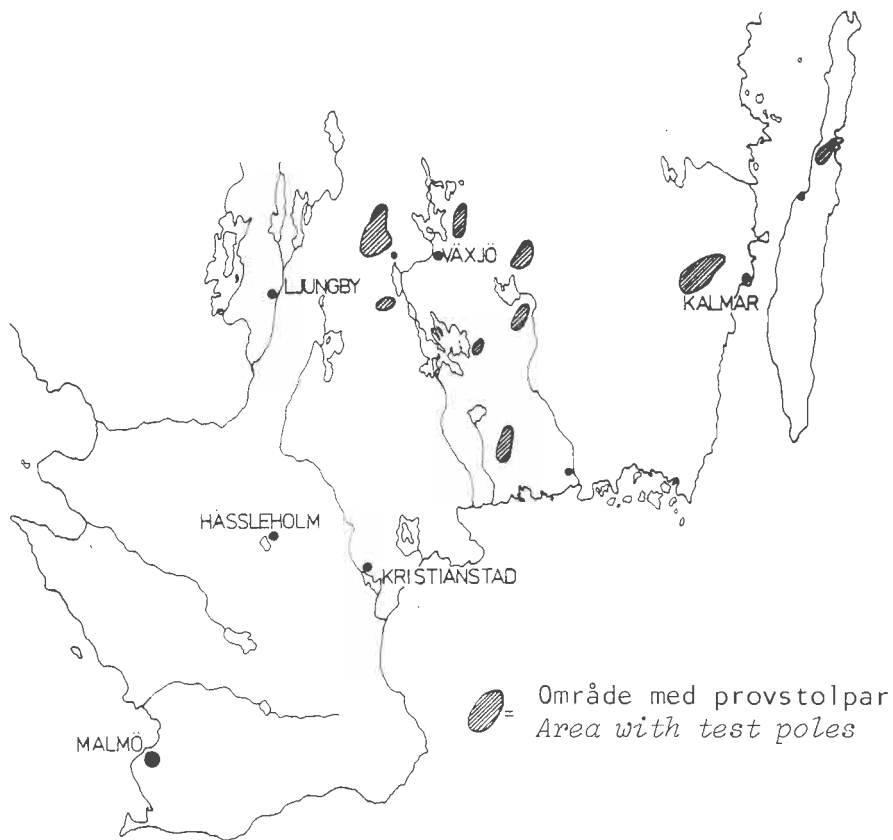 VÄXJÖ
LJUNGBY
KALMAR
HÄSSLEHOLM
KRISTIANSTAD
= Område med provstolpar
Area with test poles
MALMÖ